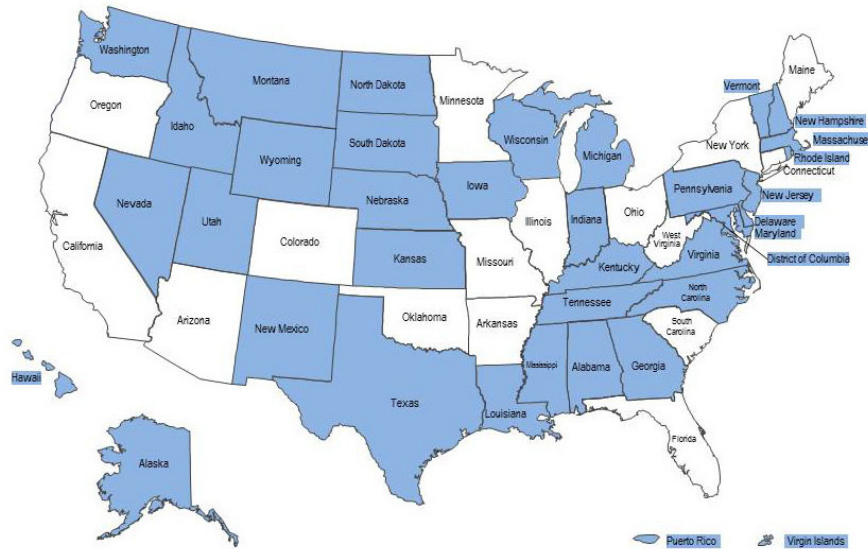 Washington
Montana
North Dakota
Minnesota
Maine
Vermont
Oregon
Idaho
New Hampshire
Massachuse
Wisconsin
South Dakota
New York
Michigan
Rhode Island
Connecticut
Wyoming
Pennsylvania
New Jersey
Iowa
Nebraska
Nevada
Ohio
Indiana
Illinois
Delaware
Maryland
Utah
West
Virginia
Colorado
California
Virginia
District of Columbia
Kansas
Missouri
Kentucky
North
Carolina
Tennessee
Oklahoma
Arkansas
Arizona
New Mexico
South
Carolina
Mississippi
Alabama
Georgia
Hawaii
Texas
Louisiana
Florida
Alaska
Puerto Rico
Virgin Islands